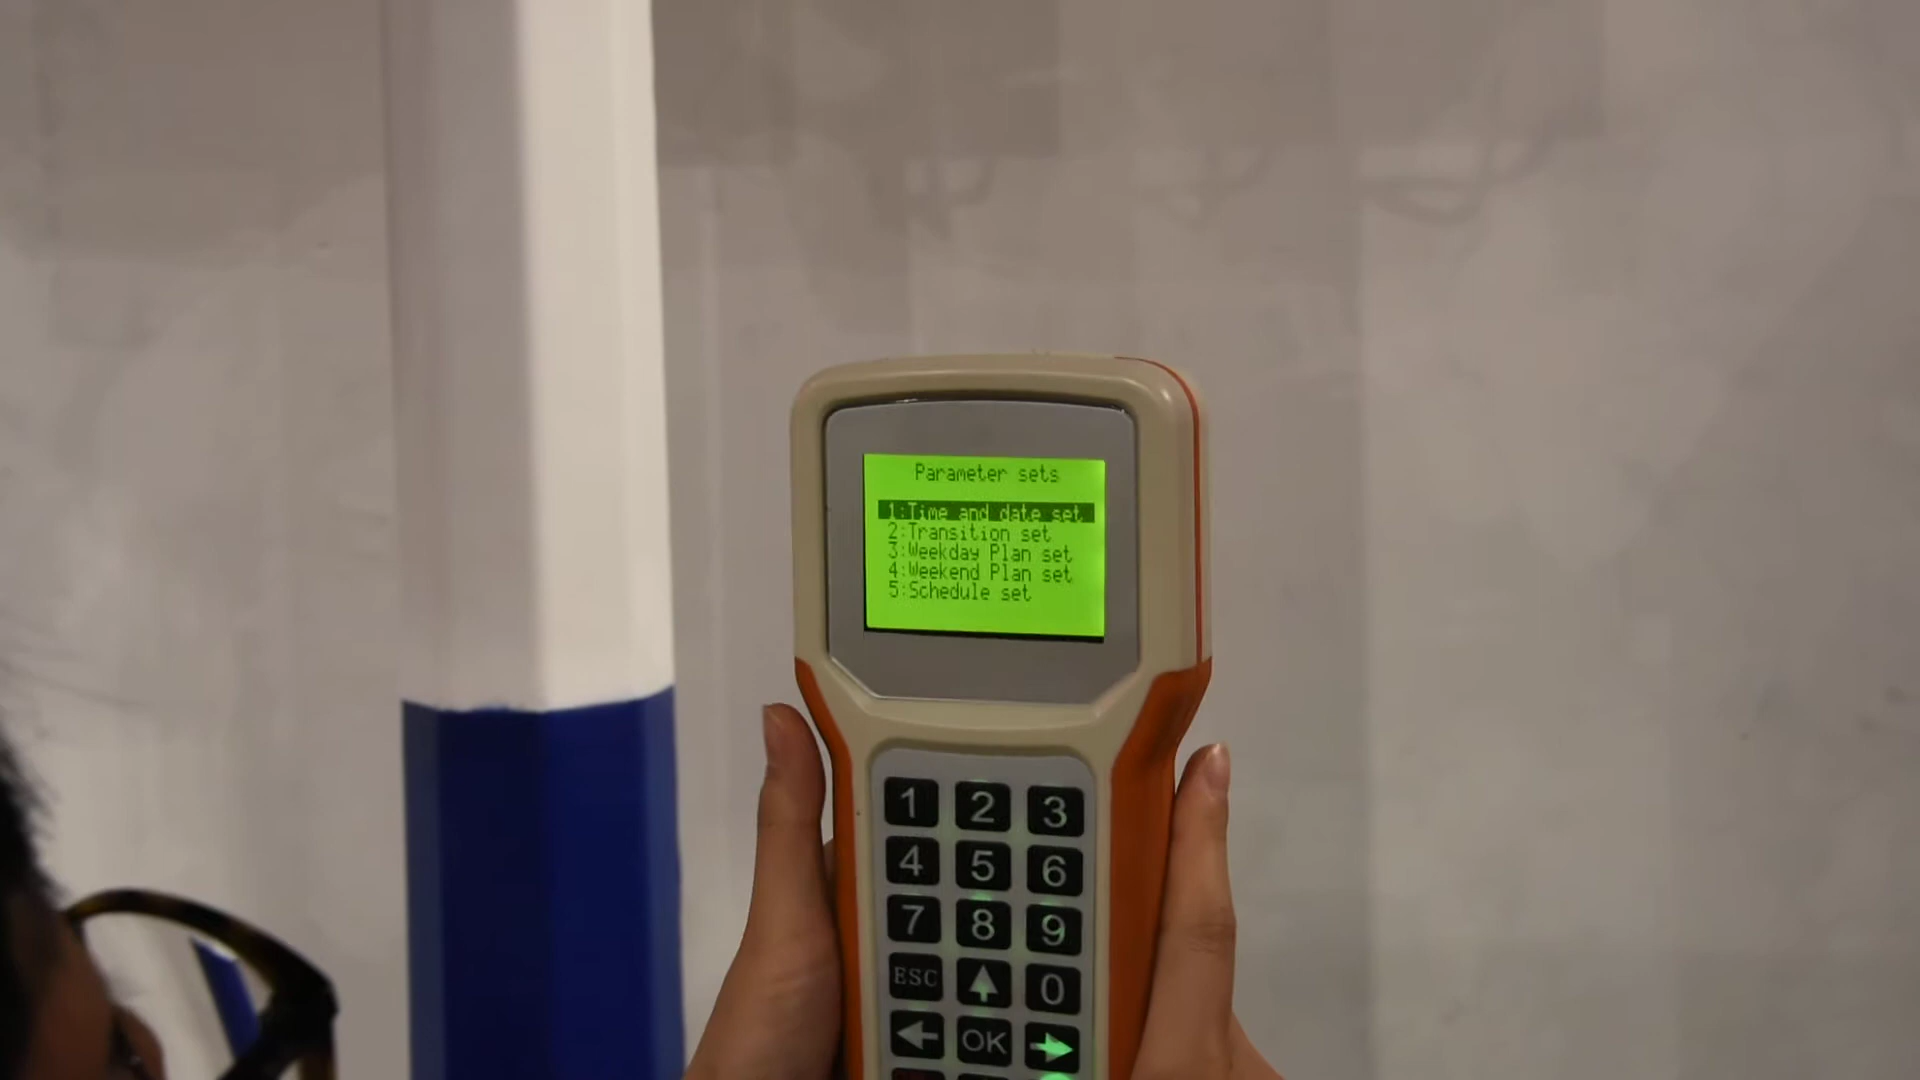 Parameter sets
1:Time and date set
2:Transition set
3:Weekday Plan set
4:Weekend Plan set
5:Schedule set
1 2 3
4 5 6
7 8 9
ESC 0
OK